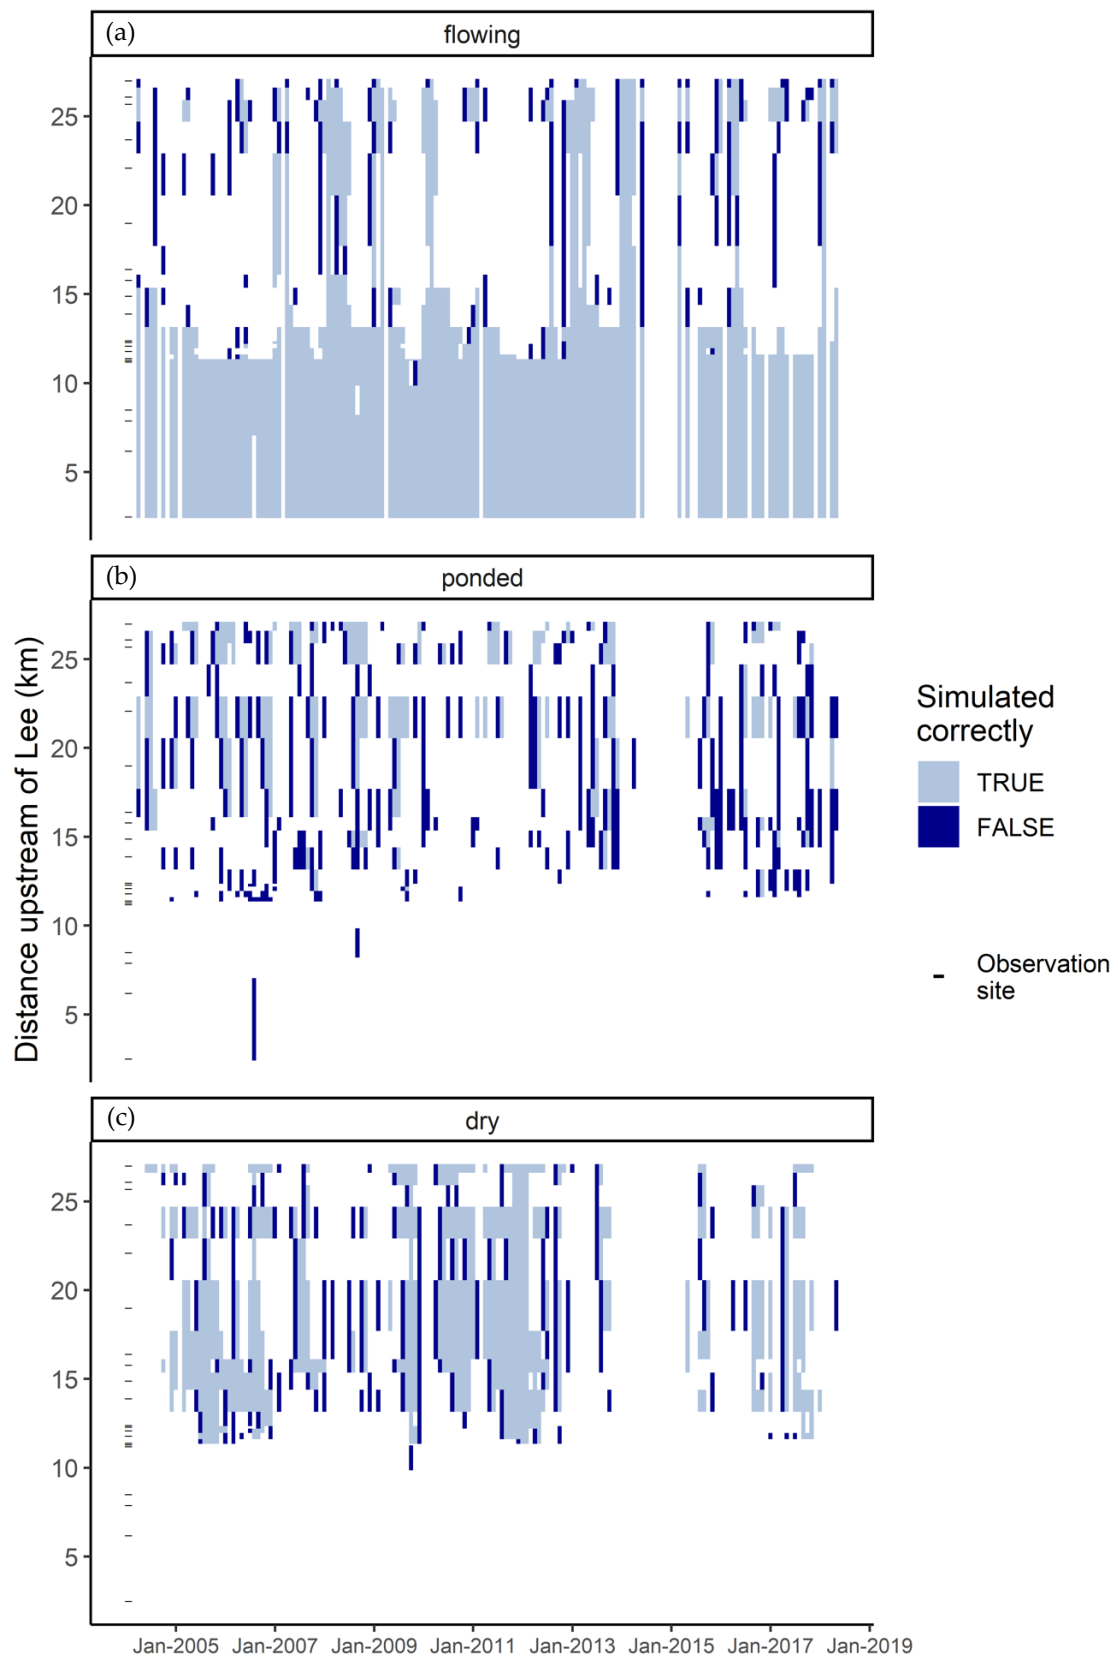 (a)
flowing
25
20
15
10
5
(b)
ponded
25
20
15
10
5
(c)
dry
25
20
15
10
5
Distance upstream of Lee (km)
Jan-2005 Jan-2007 Jan-2009 Jan-2011 Jan-2013 Jan-2015 Jan-2017 Jan-2019
Simulated
correctly
TRUE
FALSE
Observation
site